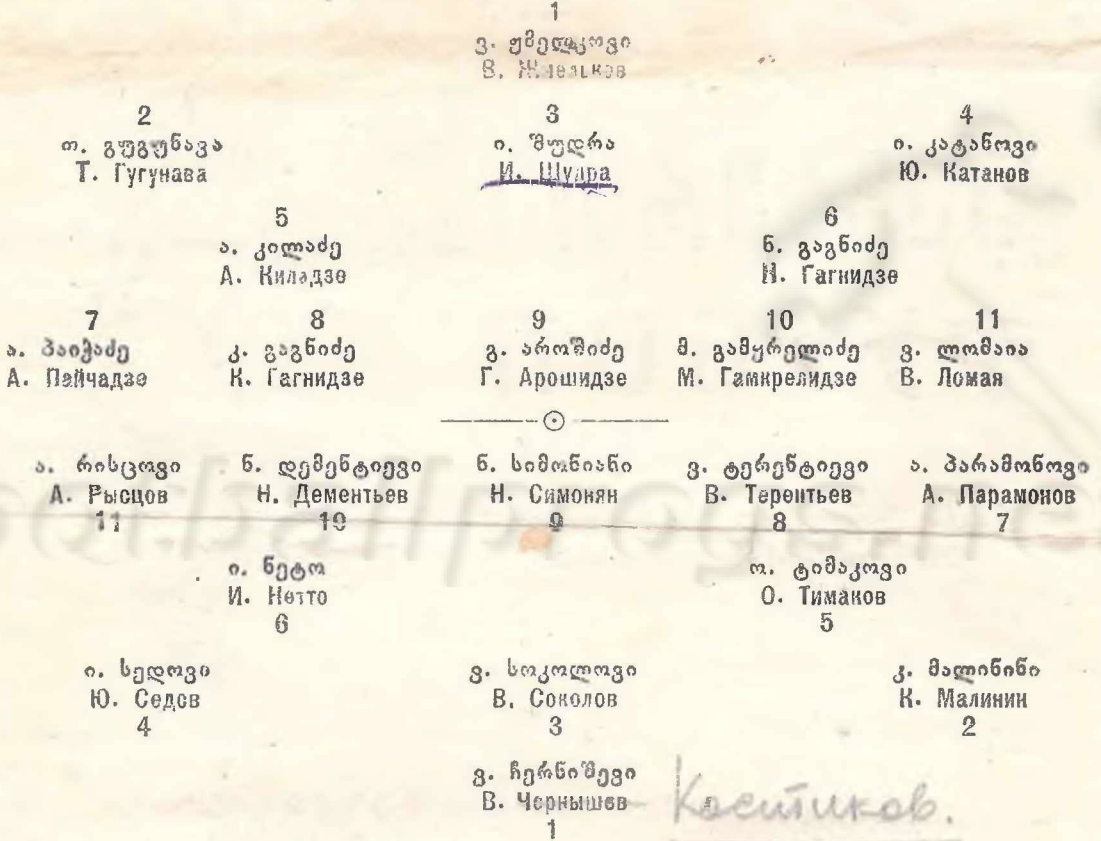 1
ვ. ჟმელკოვი
В. Жмельков
2 3 4
თ. გუგუნავა ი. შუდრა ი. კატანოვი
Т. Гугунава И. Шудра Ю. Катанов
5 6
ა. კილაძე ნ. გაგნიძე
А. Киладзе Н. Гагнидзе
7 8 9 10 11
ა. პაიჭაძე კ. გაგნიძე გ. აროშიძე მ. გამყრელიძე ვ. ლომაია
А. Пайчадзе К. Гагнидзе Г. Арошидзе М. Гамкрелидзе В. Ломая
ა. რისცოვი ნ. დემენტიევი ნ. სიმონიანი ვ. ტერენტიევი ა. პარამონოვი
А. Рысцов Н. Дементьев Н. Симонян В. Терентьев А. Парамонов
11 10 9 8 7
ი. ნეტო ო. ტიმაკოვი
И. Нетто О. Тимаков
6 5
ი. სედოვი ვ. სოკოლოვი კ. მალინინი
Ю. Седов В. Соколов К. Малинин
4 3 2
ვ. ჩერნიშევი
В. Чернышев — Костиков.
1